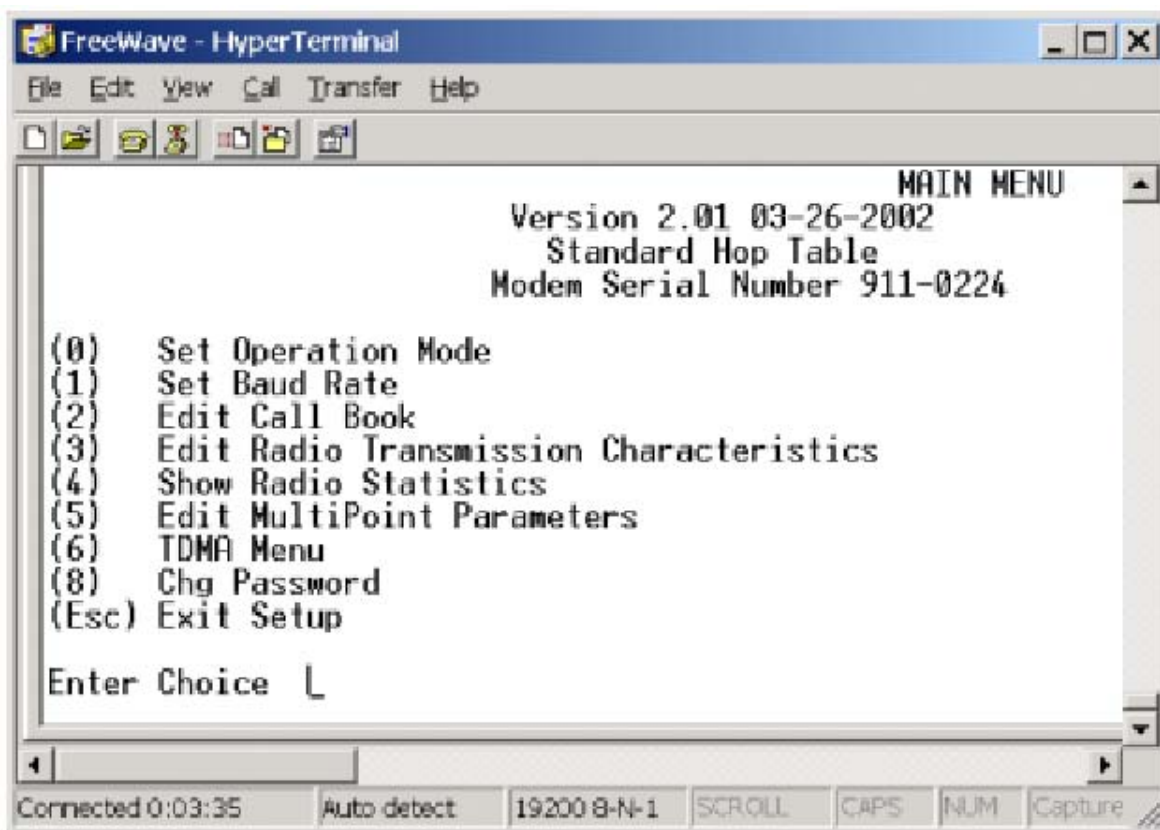 FreeWave - HyperTerminal
File Edit View Call Transfer Help
MAIN MENU
Version 2.01 03-26-2002
Standard Hop Table
Modem Serial Number 911-0224
(0) Set Operation Mode
(1) Set Baud Rate
(2) Edit Call Book
(3) Edit Radio Transmission Characteristics
(4) Show Radio Statistics
(5) Edit MultiPoint Parameters
(6) TDMA Menu
(8) Chg Password
(Esc) Exit Setup
Enter Choice
Connected 0:03:35 Auto detect 19200 8-N-1 SCROLL CAPS NUM Capture